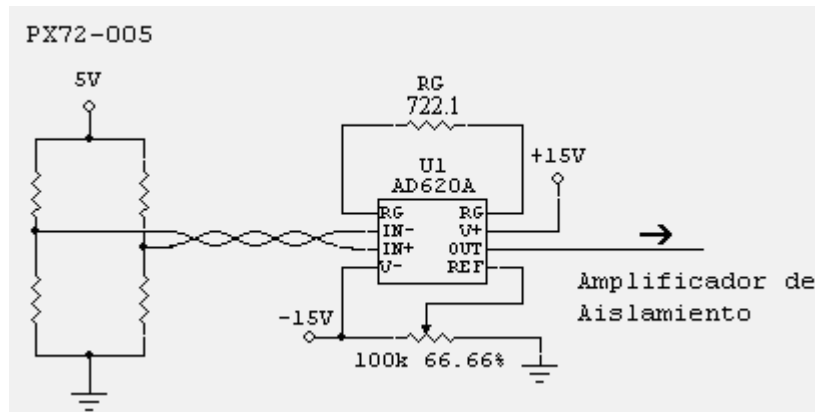 PX72-005
5V
RG
722.1
+15V
U1
AD620A
RG RG
IN- V+
IN+ OUT
V- REF
→
Amplificador de
Aislamiento
-15V
100k 66.66%